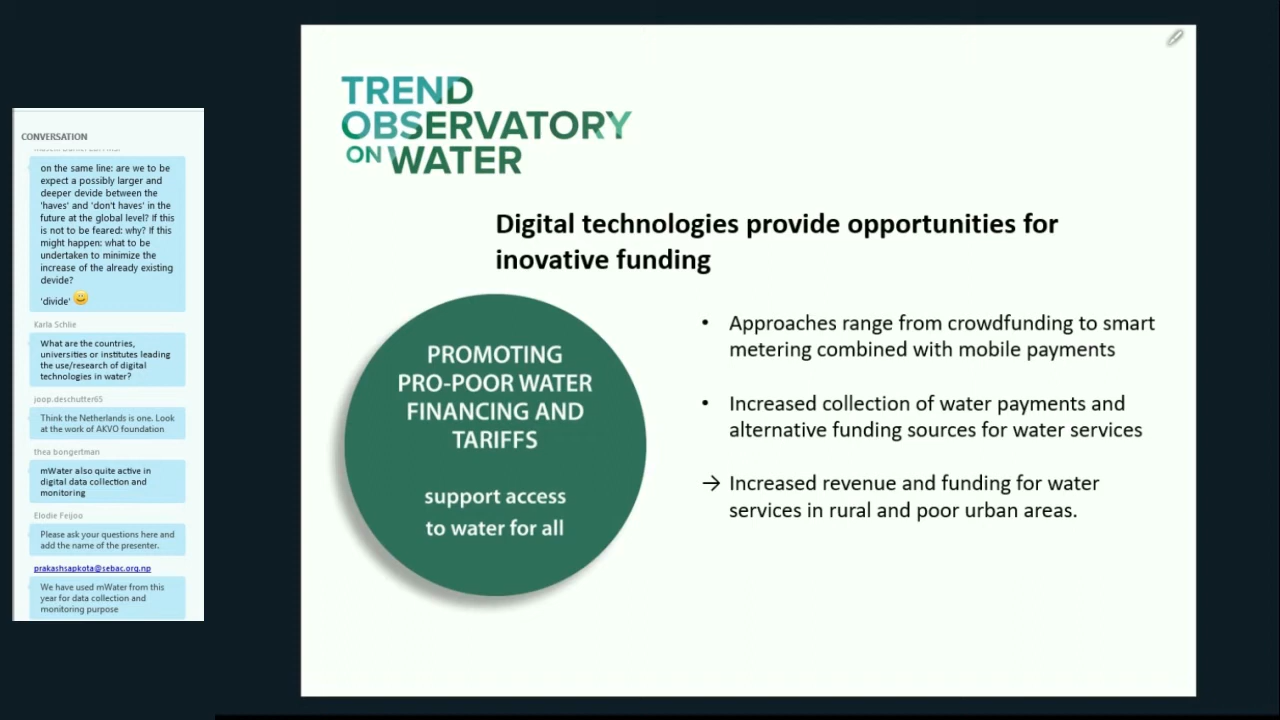 CONVERSATION
on the same line: are we to be
expect a possibly larger and
deeper devide between the
'haves' and 'don't haves' in the
future at the global level? If this
is not to be feared: why? If this
might happen: what to be
undertaken to minimize the
increase of the already existing
devide?
'divide'
Karla Schlie
What are the countries,
universities or institutes leading
the use/research of digital
technologies in water?
joop.deschutter65
Think the Netherlands is one. Look
at the work of AKVO foundation
thea bongertman
mWater also quite active in
digital data collection and
monitoring
Elodie Feijoo
Please ask your questions here and
add the name of the presenter.
prakashsapkota@sebac.org.np
We have used mWater from this
year for data collection and
monitoring purpose
TREND
OBSERVATORY
ON WATER
Digital technologies provide opportunities for
inovative funding
PROMOTING
PRO-POOR WATER
FINANCING AND
TARIFFS
support access
to water for all
• Approaches range from crowdfunding to smart
metering combined with mobile payments
• Increased collection of water payments and
alternative funding sources for water services
→ Increased revenue and funding for water
services in rural and poor urban areas.